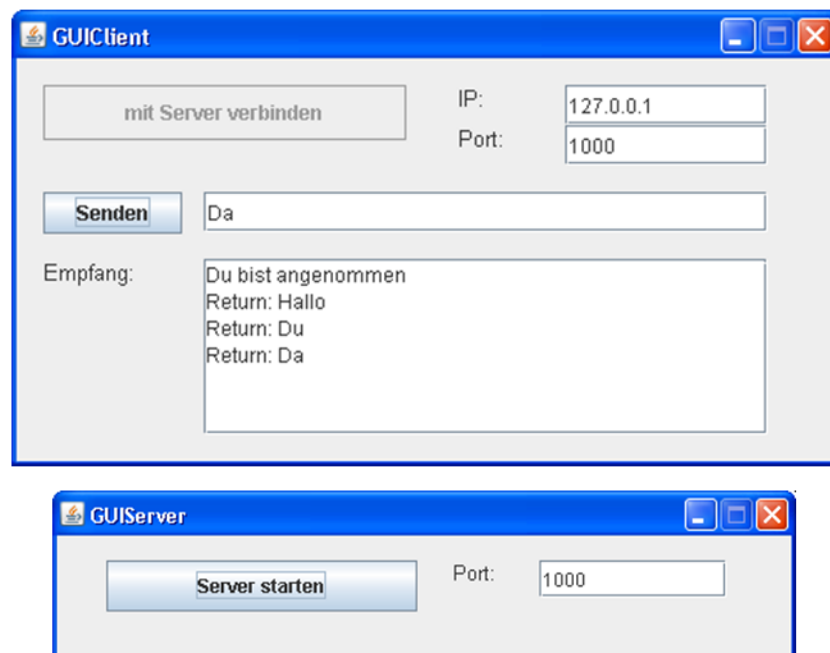 GUIClient
mit Server verbinden
IP:
127.0.0.1
Port:
1000
Senden
Da
Empfang:
Du bist angenommen
Return: Hallo
Return: Du
Return: Da
GUIServer
Server starten
Port:
1000